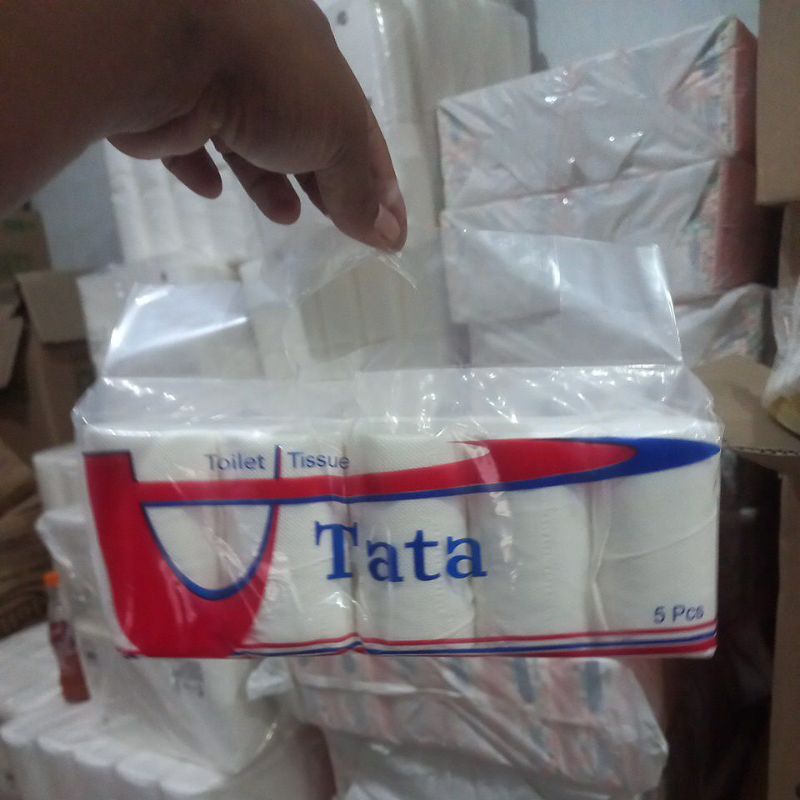 Toilet Tissue
Tata
5 Pcs